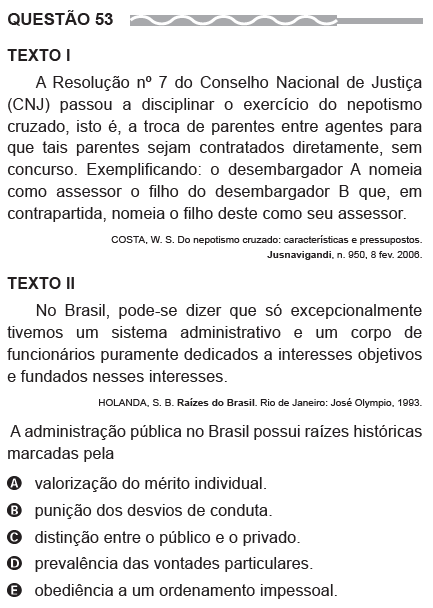 QUESTÃO 53
TEXTO I
A Resolução nº 7 do Conselho Nacional de Justiça
(CNJ) passou a disciplinar o exercício do nepotismo
cruzado, isto é, a troca de parentes entre agentes para
que tais parentes sejam contratados diretamente, sem
concurso. Exemplificando: o desembargador A nomeia
como assessor o filho do desembargador B que, em
contrapartida, nomeia o filho deste como seu assessor.
COSTA, W. S. Do nepotismo cruzado: características e pressupostos.
Jusnavigandi, n. 950, 8 fev. 2006.
TEXTO II
No Brasil, pode-se dizer que só excepcionalmente
tivemos um sistema administrativo e um corpo de
funcionários puramente dedicados a interesses objetivos
e fundados nesses interesses.
HOLANDA, S. B. Raízes do Brasil. Rio de Janeiro: José Olympio, 1993.
A administração pública no Brasil possui raízes históricas
marcadas pela
A valorização do mérito individual.
B punição dos desvios de conduta.
C distinção entre o público e o privado.
D prevalência das vontades particulares.
E obediência a um ordenamento impessoal.